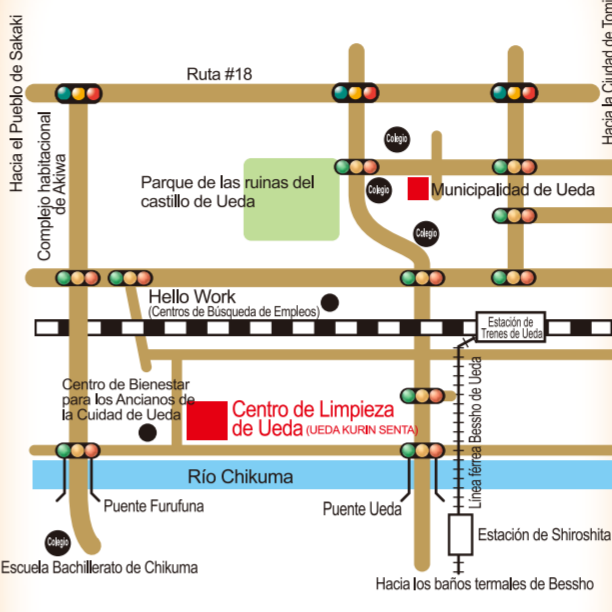 Hacia el Pueblo de Sakaki
Ruta #18
Hacia la Ciudad de Tomi
Complejo habitacional
de Akiwa
Colegio
Parque de las ruinas del
castillo de Ueda
Colegio
Municipalidad de Ueda
Colegio
Hello Work
(Centros de Búsqueda de Empleos)
Estación de
Trenes de Ueda
Centro de Bienestar
para los Ancianos de
la Cuidad de Ueda
Centro de Limpieza
de Ueda (UEDA KURIN SENTA)
Línea férrea Bessho de Ueda
Río Chikuma
Puente Furufuna
Puente Ueda
Estación de Shiroshita
Colegio
Escuela Bachillerato de Chikuma
Hacia los baños termales de Bessho